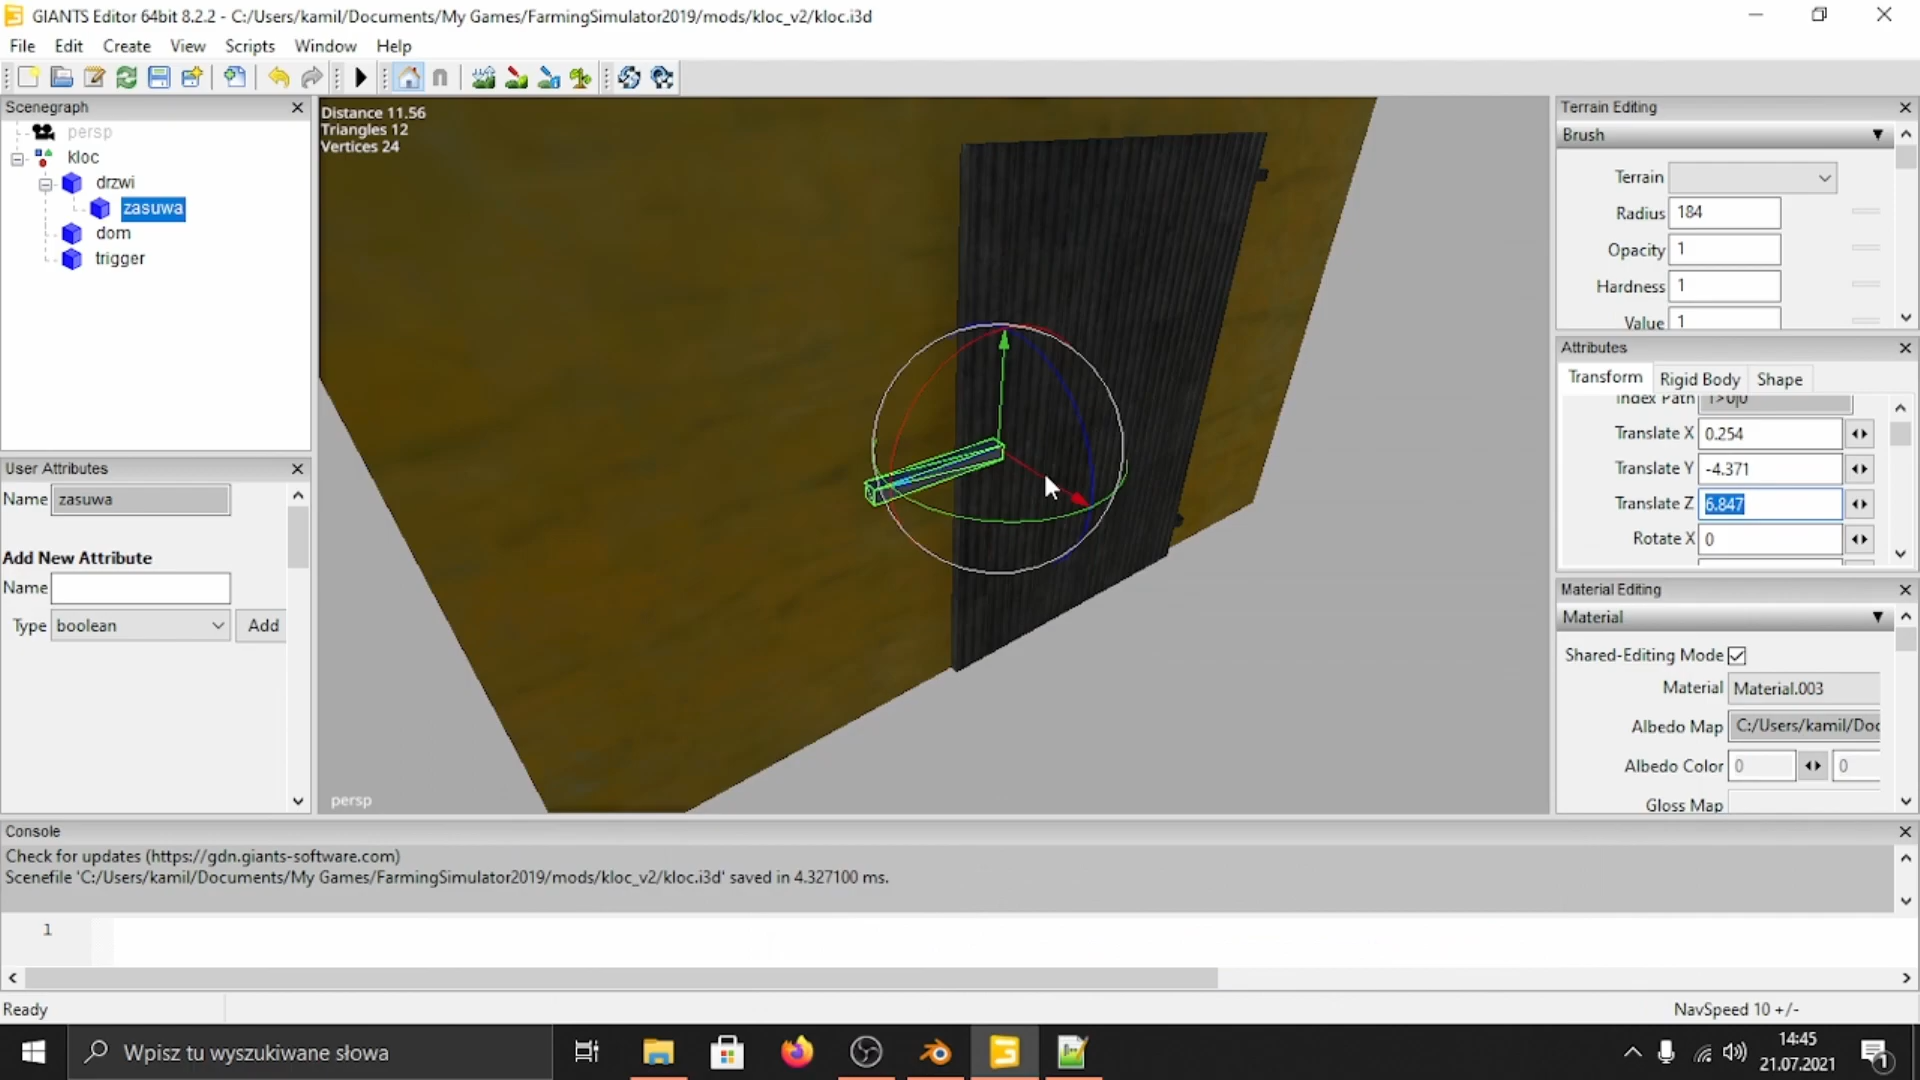 GIANTS Editor 64bit 8.2.2 - C:/Users/kamil/Documents/My Games/FarmingSimulator2019/mods/kloc_v2/kloc.i3d
File Edit Create View Scripts Window Help
Scenegraph
persp
kloc
drzwi
zasuwa
dom
trigger
User Attributes
Name zasuwa
Add New Attribute
Name
Type boolean Add
Distance 11.56
Triangles 12
Vertices 24
persp
Terrain Editing
Brush
Terrain
Radius 184
Opacity 1
Hardness 1
Value 1
Attributes
Transform Rigid Body Shape
Index Path 1>0|0
Translate X 0.254
Translate Y -4.371
Translate Z 6.847
Rotate X 0
Material Editing
Material
Shared-Editing Mode
Material Material.003
Albedo Map C:/Users/kamil/Doc
Albedo Color 0 0
Gloss Map
Console
Check for updates (https://gdn.giants-software.com)
Scenefile 'C:/Users/kamil/Documents/My Games/FarmingSimulator2019/mods/kloc_v2/kloc.i3d' saved in 4.327100 ms.
1
Ready
NavSpeed 10 +/-
Wpisz tu wyszukiwane słowa
14:45
21.07.2021
1